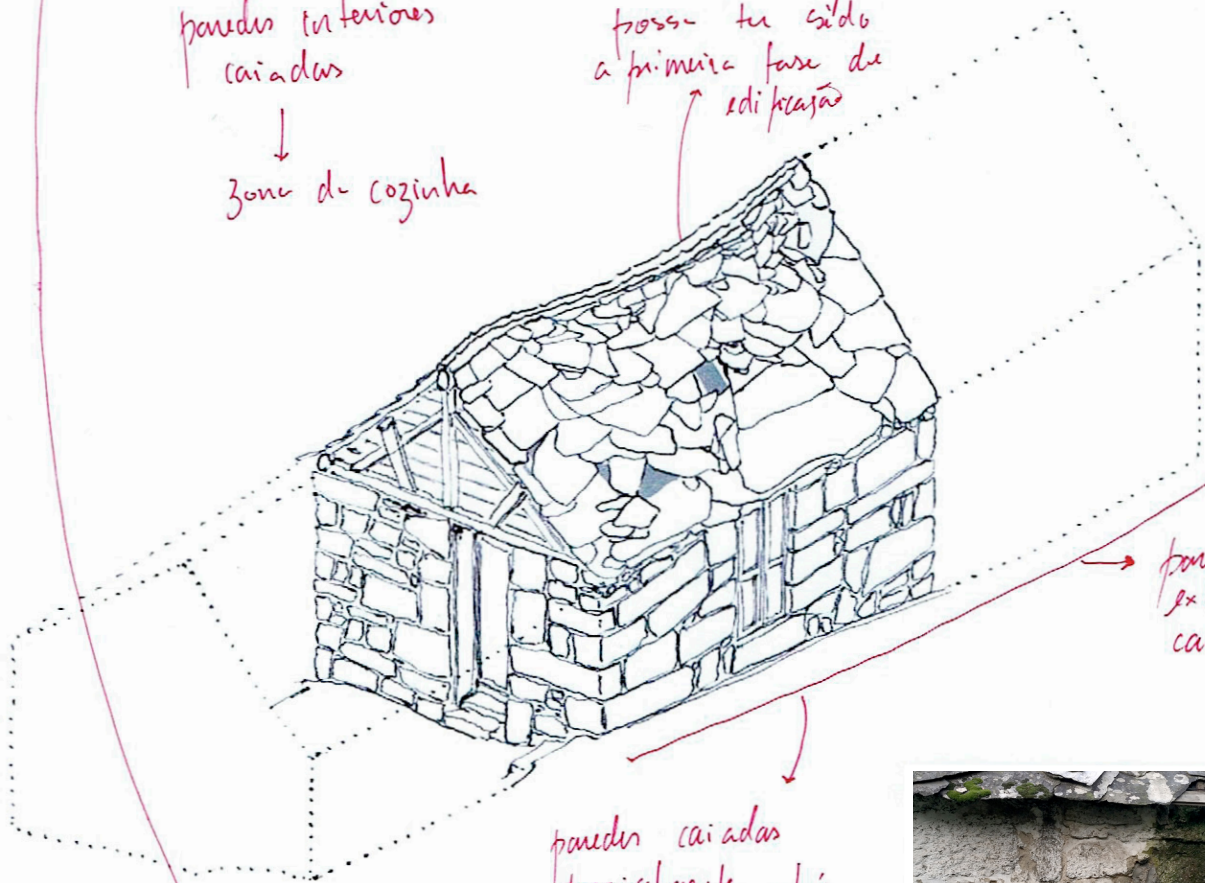 paredes interiores
caiadas
zona de cozinha
possa ter sido
a primeira fase de
edificação
paredes caiadas